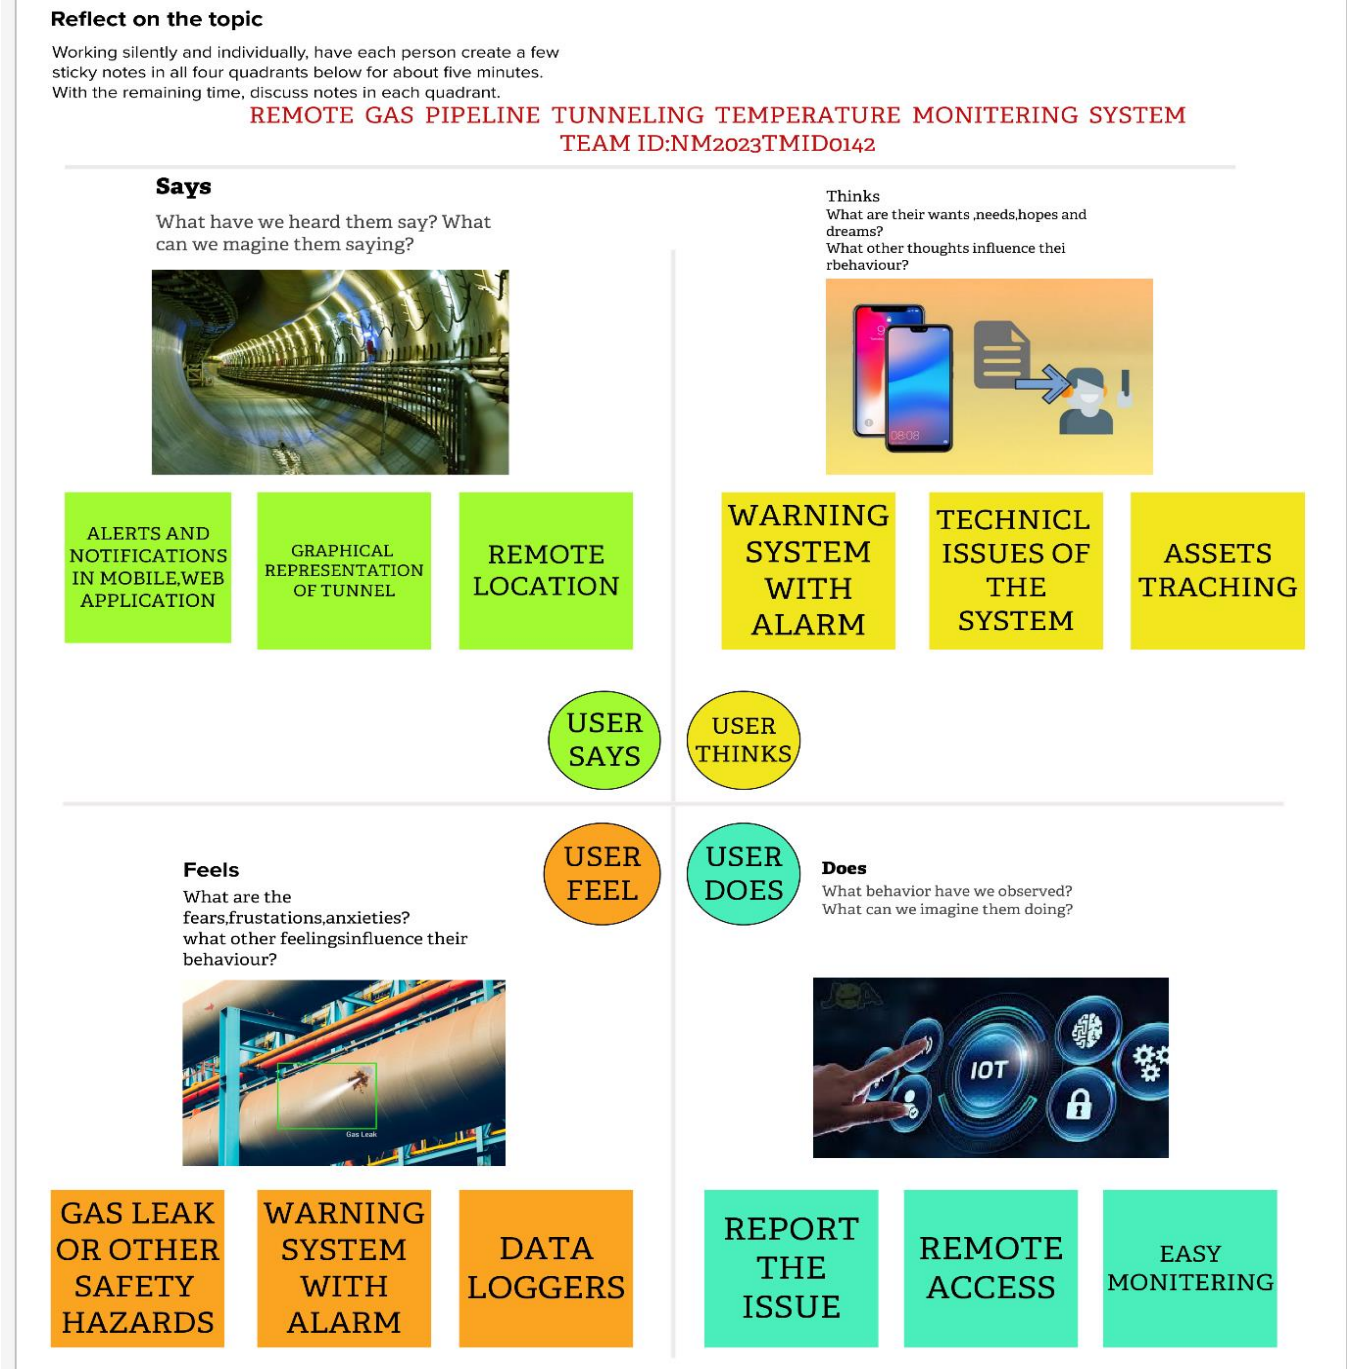 Reflect on the topic
Working silently and individually, have each person create a few
sticky notes in all four quadrants below for about five minutes.
With the remaining time, discuss notes in each quadrant.
REMOTE GAS PIPELINE TUNNELING TEMPERATURE MONITERING SYSTEM
TEAM ID:NM2023TMID0142
Says
What have we heard them say? What
can we magine them saying?
Thinks
What are their wants ,needs,hopes and
dreams?
What other thoughts influence thei
rbehaviour?
08:08
ALERTS AND
NOTIFICATIONS
IN MOBILE,WEB
APPLICATION
GRAPHICAL
REPRESENTATION
OF TUNNEL
REMOTE
LOCATION
WARNING
SYSTEM
WITH
ALARM
TECHNICL
ISSUES OF
THE
SYSTEM
ASSETS
TRACHING
USER
SAYS
USER
THINKS
USER
FEEL
USER
DOES
Feels
What are the
fears,frustations,anxieties?
what other feelingsinfluence their
behaviour?
Does
What behavior have we observed?
What can we imagine them doing?
Gas Leak
IOT
GAS LEAK
OR OTHER
SAFETY
HAZARDS
WARNING
SYSTEM
WITH
ALARM
DATA
LOGGERS
REPORT
THE
ISSUE
REMOTE
ACCESS
EASY
MONITERING